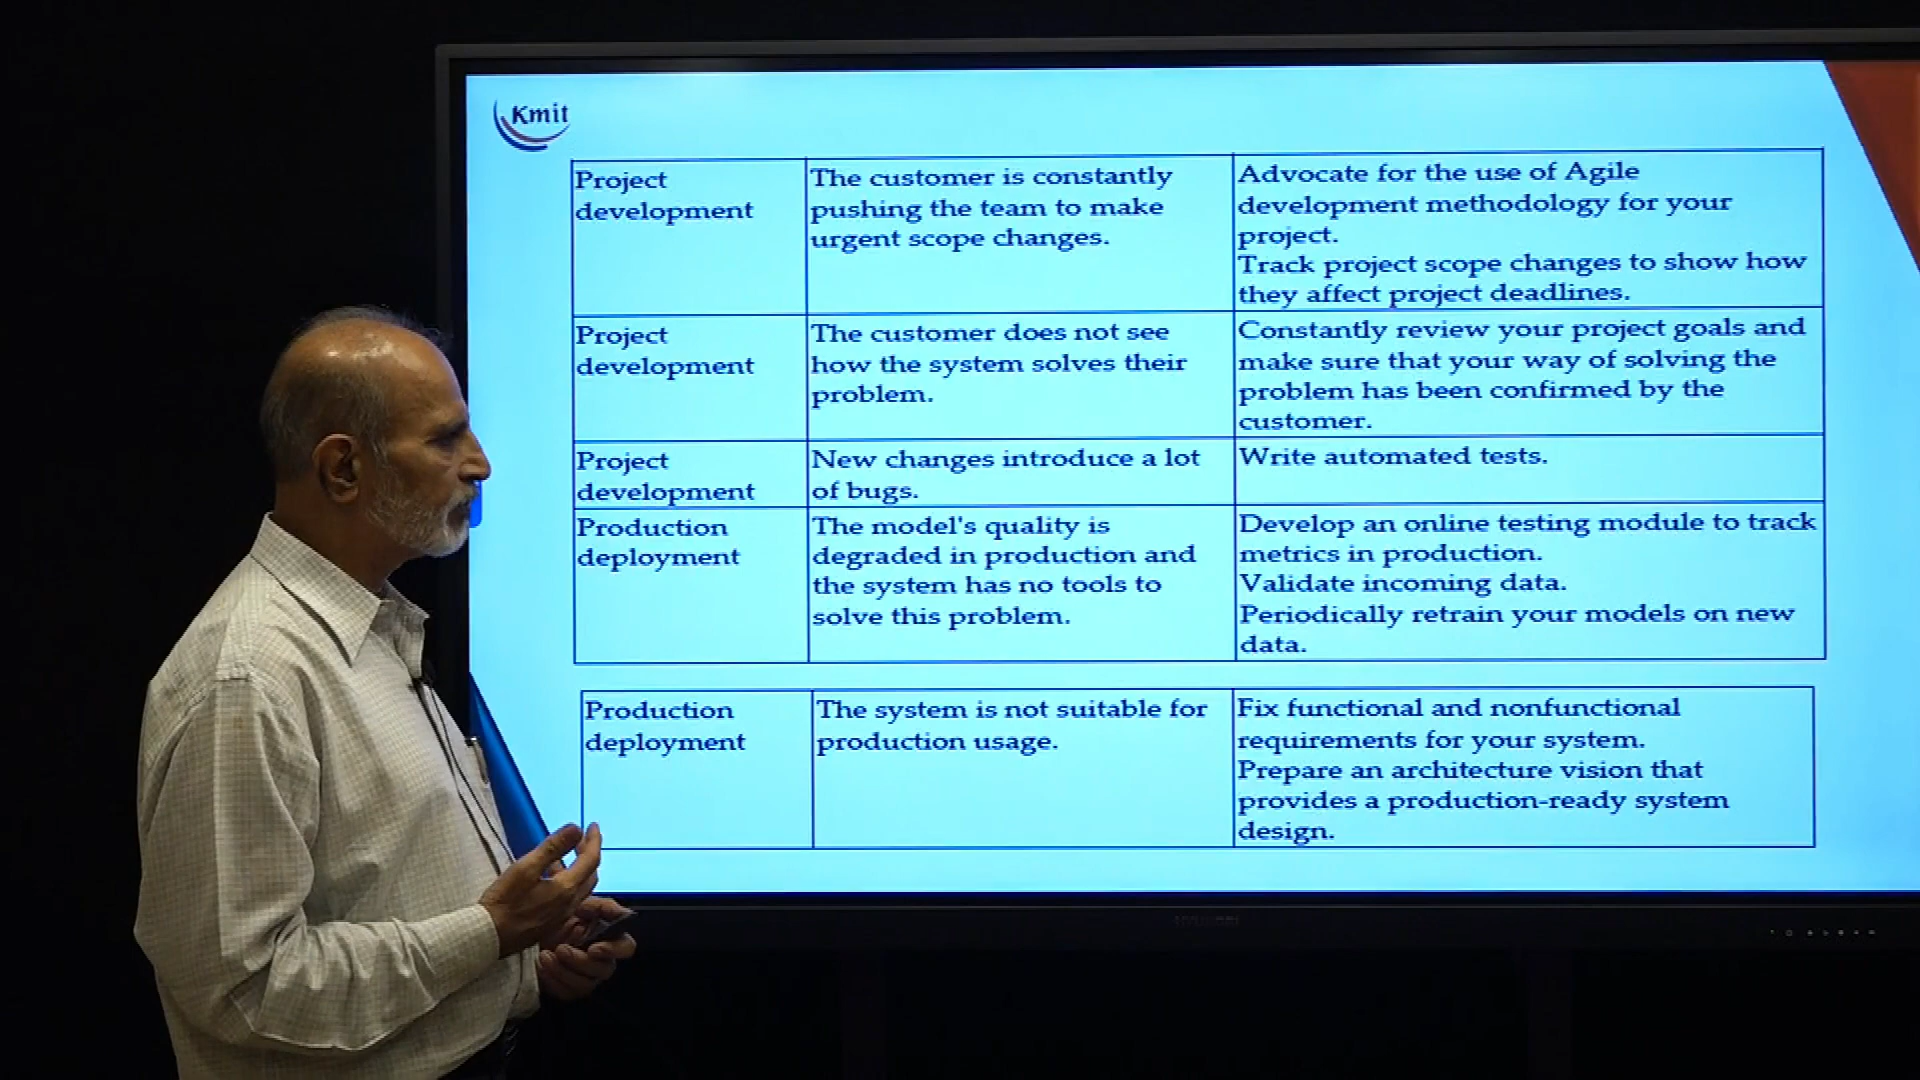 Kmit
Project
development
The customer is constantly
pushing the team to make
urgent scope changes.
Advocate for the use of Agile
development methodology for your
project.
Track project scope changes to show how
they affect project deadlines.
Project
development
The customer does not see
how the system solves their
problem.
Constantly review your project goals and
make sure that your way of solving the
problem has been confirmed by the
customer.
Project
development
New changes introduce a lot
of bugs.
Write automated tests.
Production
deployment
The model's quality is
degraded in production and
the system has no tools to
solve this problem.
Develop an online testing module to track
metrics in production.
Validate incoming data.
Periodically retrain your models on new
data.
Production
deployment
The system is not suitable for
production usage.
Fix functional and nonfunctional
requirements for your system.
Prepare an architecture vision that
provides a production-ready system
design.